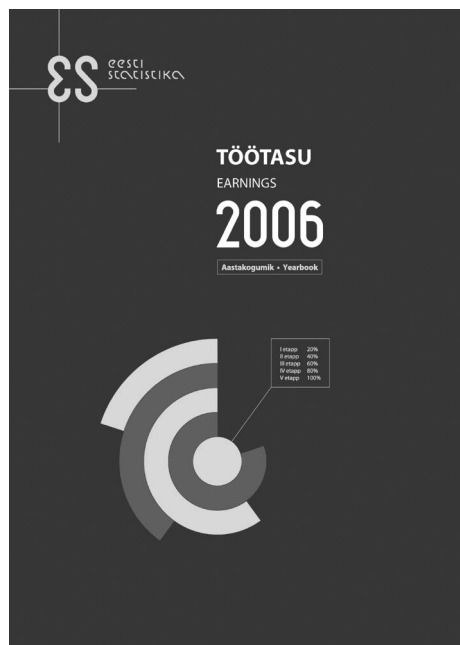 ES
eesti
statistika
TÖÖTASU
EARNINGS
2006
Aastakogumik • Yearbook
I etapp 20%
II etapp 40%
III etapp 60%
IV etapp 80%
V etapp 100%